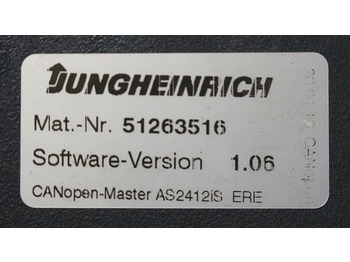 JUNGHEINRICH
Mat.-Nr. 51263516
Software-Version 1.06
CANopen-Master AS2412iS ERE